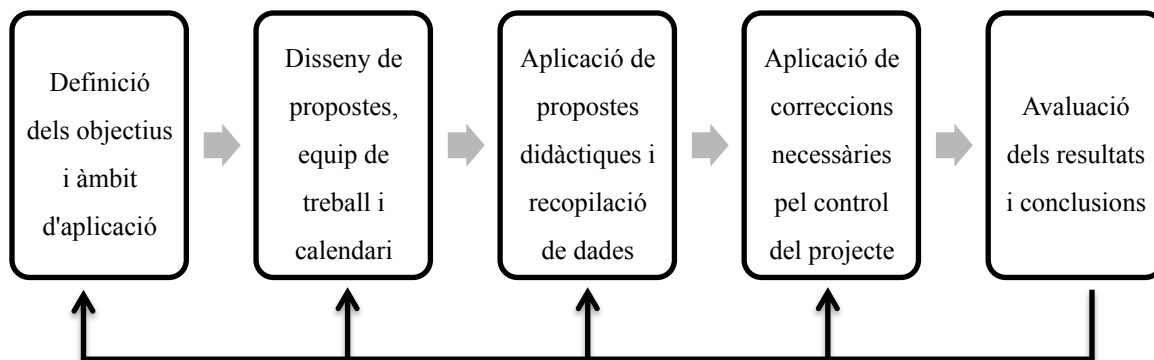 Definició
dels objectius
i àmbit
d'aplicació
Disseny de
propostes,
equip de
treball i
calendari
Aplicació de
propostes
didàctiques i
recopilació
de dades
Aplicació de
correccions
necessàries
pel control
del projecte
Avaluació
dels resultats
i conclusions